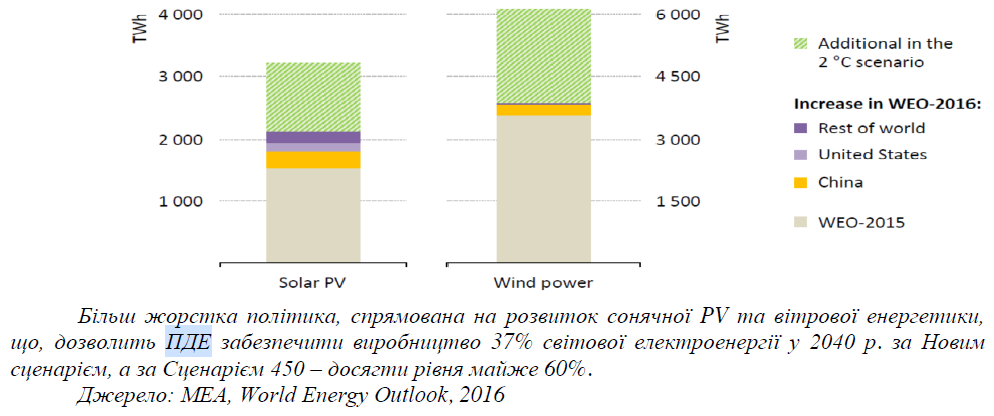 4 000
6 000
TWh
TWh
3 000
4 500
2 000
3 000
1 000
1 500
Solar PV
Wind power
Additional in the
2 °C scenario
Increase in WEO-2016:
Rest of world
United States
China
WEO-2015
Більш жорстка політика, спрямована на розвиток сонячної PV та вітрової енергетики,
що, дозволить ПДЕ забезпечити виробництво 37% світової електроенергії у 2040 р. за Новим
сценарієм, а за Сценарієм 450 – досягти рівня майже 60%.
Джерело: МЕА, World Energy Outlook, 2016